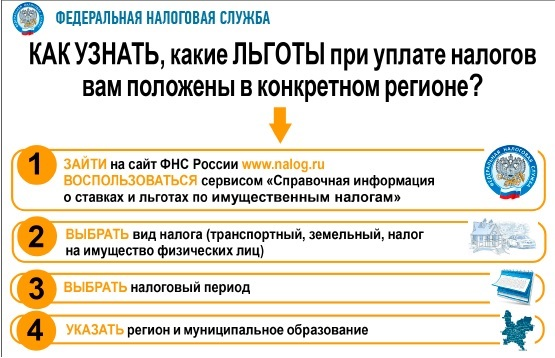 ФЕДЕРАЛЬНАЯ НАЛОГОВАЯ СЛУЖБА
КАК УЗНАТЬ, какие ЛЬГОТЫ при уплате налогов
вам положены в конкретном регионе?
1
ЗАЙТИ на сайт ФНС России www.nalog.ru
ВОСПОЛЬЗОВАТЬСЯ сервисом «Справочная информация
о ставках и льготах по имущественным налогам»
2
ВЫБРАТЬ вид налога (транспортный, земельный, налог
на имущество физических лиц)
3
ВЫБРАТЬ налоговый период
4
УКАЗАТЬ регион и муниципальное образование